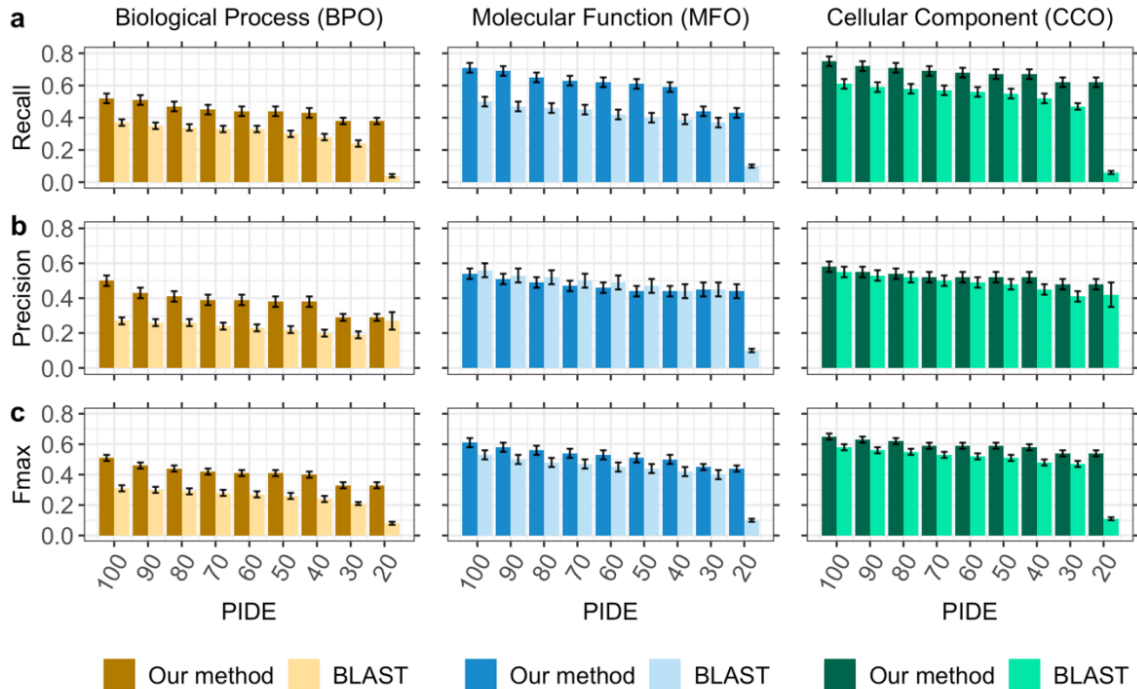 a Biological Process (BPO) Molecular Function (MFO) Cellular Component (CCO)
Recall
0.8
0.6
0.4
0.2
0.0
b
Precision
0.8
0.6
0.4
0.2
0.0
c
Fmax
0.8
0.6
0.4
0.2
0.0
100 90 80 70 60 50 40 30 20 100 90 80 70 60 50 40 30 20 100 90 80 70 60 50 40 30 20
PIDE PIDE PIDE
Our method BLAST Our method BLAST Our method BLAST